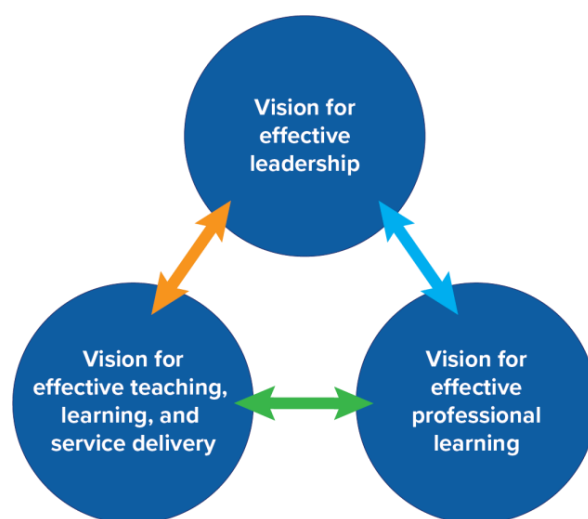 Vision for
effective
leadership
Vision for
effective teaching,
learning, and
service delivery
Vision for
effective
professional
learning